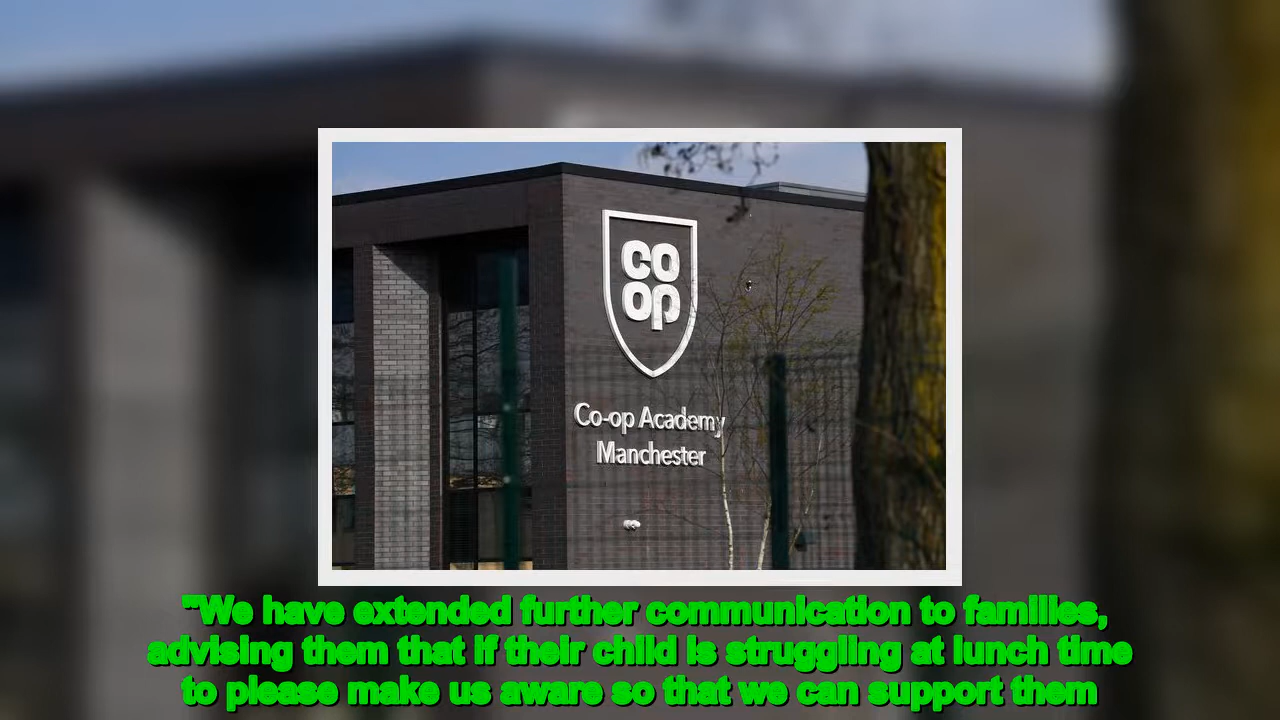 co
op
Co-op Academy
Manchester
"We have extended further communication to families,
advising them that if their child is struggling at lunch time
to please make us aware so that we can support them